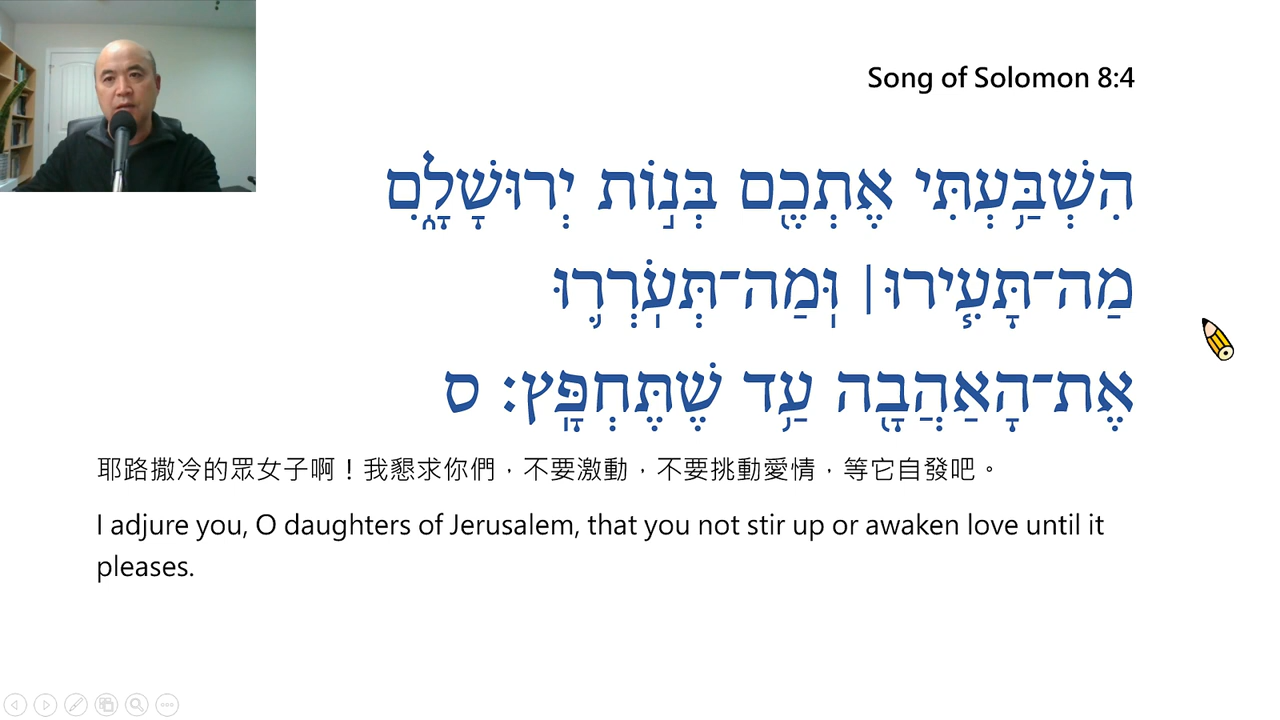 Song of Solomon 8:4
הִשְׁבַּ֥עְתִּי אֶתְכֶ֖ם בְּנ֣וֹת יְרוּשָׁלָ֑͏ִם
מַה־תָּעִ֧ירוּ׀ וּֽמַה־תְּעֹֽרְר֛וּ
אֶת־הָאַהֲבָ֖ה עַ֥ד שֶׁתֶּחְפָּֽץ׃ ס
耶路撒冷的眾女子啊！我懇求你們，不要激動，不要挑動愛情，等它自發吧。
I adjure you, O daughters of Jerusalem, that you not stir up or awaken love until it
pleases.